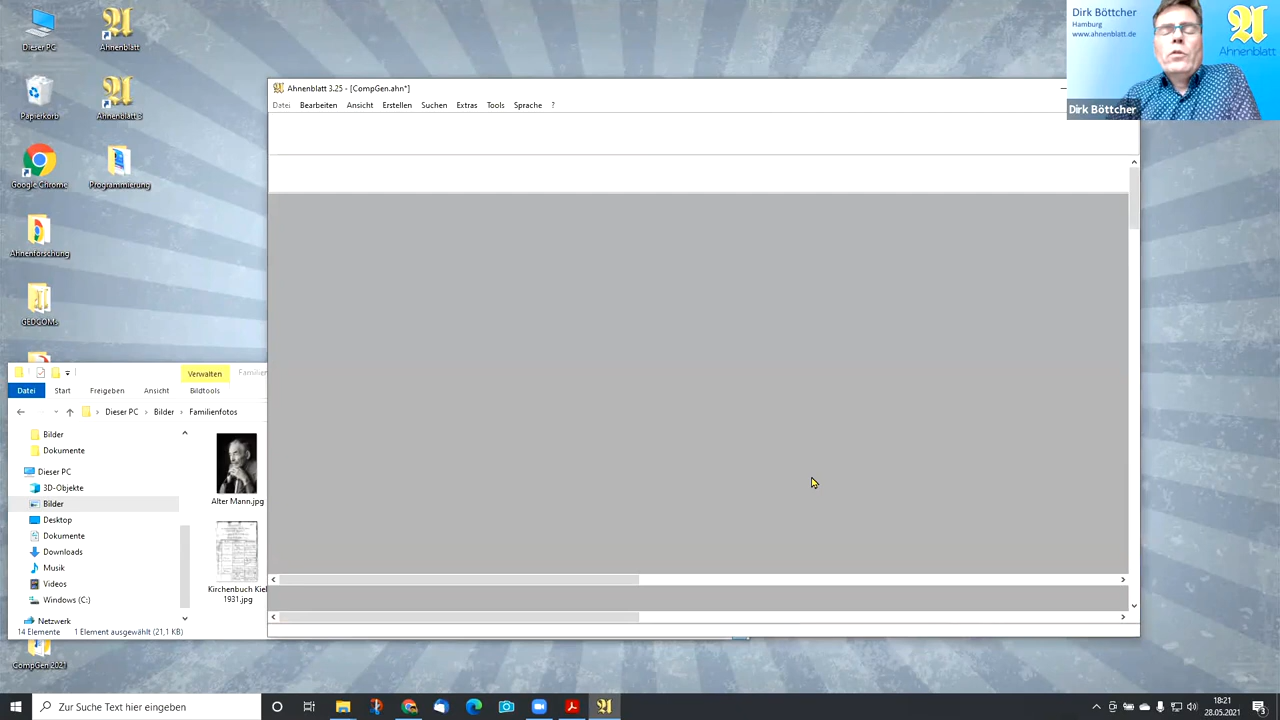 Dieser PC
Ahnenblatt
Papierkorb
Ahnenblatt 3
Google Chrome
Programmierung
Ahnenforschung
GEDCOMs
CompGen 2021
Ahnenblatt 3.25 - [CompGen.ahn*]
Datei Bearbeiten Ansicht Erstellen Suchen Extras Tools Sprache ?
Dirk Böttcher
Hamburg
www.ahnenblatt.de
Ahnenblatt
Dirk Böttcher
Verwalten
Datei Start Freigeben Ansicht Bildtools
Dieser PC > Bilder > Familienfotos
Bilder
Dokumente
Dieser PC
3D-Objekte
Bilder
Desktop
Dokumente
Downloads
Musik
Videos
Windows (C:)
Netzwerk
Alter Mann.jpg
Kirchenbuch Kiel
1931.jpg
14 Elemente 1 Element ausgewählt (21,1 KB)
Zur Suche Text hier eingeben
18:21
28.05.2021